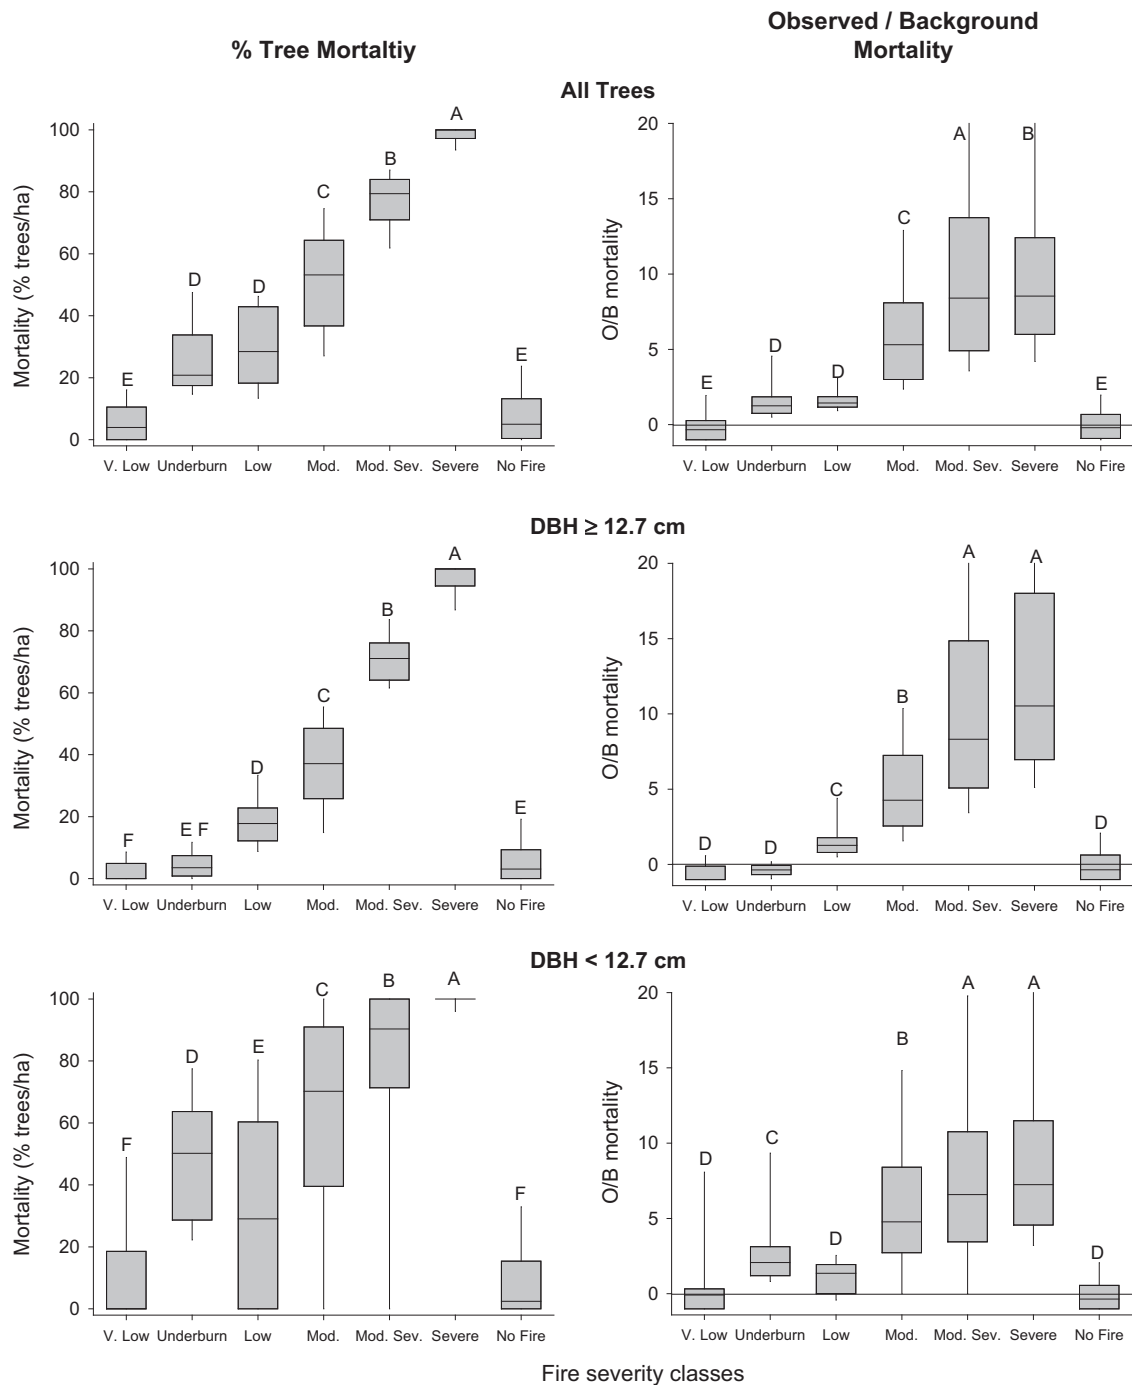 % Tree Mortaltiy
Observed / Background
Mortality
All Trees
Mortality (% trees/ha)
100
80
60
40
20
0
E
D
D
C
B
A
E
V. Low Underburn Low Mod. Mod. Sev. Severe No Fire
O/B mortality
20
15
10
5
0
E
D
D
C
A
B
E
V. Low Underburn Low Mod. Mod. Sev. Severe No Fire
DBH ≥ 12.7 cm
Mortality (% trees/ha)
100
80
60
40
20
0
F
E F
D
C
B
A
E
V. Low Underburn Low Mod. Mod. Sev. Severe No Fire
O/B mortality
20
15
10
5
0
D
D
C
B
A
A
D
V. Low Underburn Low Mod. Mod. Sev. Severe No Fire
DBH < 12.7 cm
Mortality (% trees/ha)
100
80
60
40
20
0
F
D
E
C
B
A
F
V. Low Underburn Low Mod. Mod. Sev. Severe No Fire
O/B mortality
20
15
10
5
0
D
C
D
B
A
A
D
V. Low Underburn Low Mod. Mod. Sev. Severe No Fire
Fire severity classes